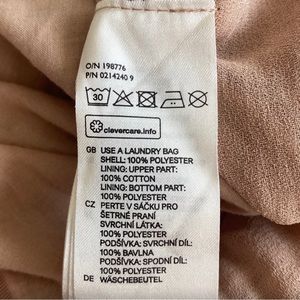 O/N 198776
P/N 0214240 9
30
clevercare.info
GB USE A LAUNDRY BAG
SHELL: 100% POLYESTER
LINING: UPPER PART:
100% COTTON
LINING: BOTTOM PART:
100% POLYESTER
CZ PERTE V SÁČKU PRO
ŠETRNÉ PRANÍ
SVRCHNÍ LÁTKA:
100% POLYESTER
PODŠÍVKA: SVRCHNÍ DÍL:
100% BAVLNA
PODŠÍVKA: SPODNÍ DÍL:
100% POLYESTER
DE WÄSCHEBEUTEL